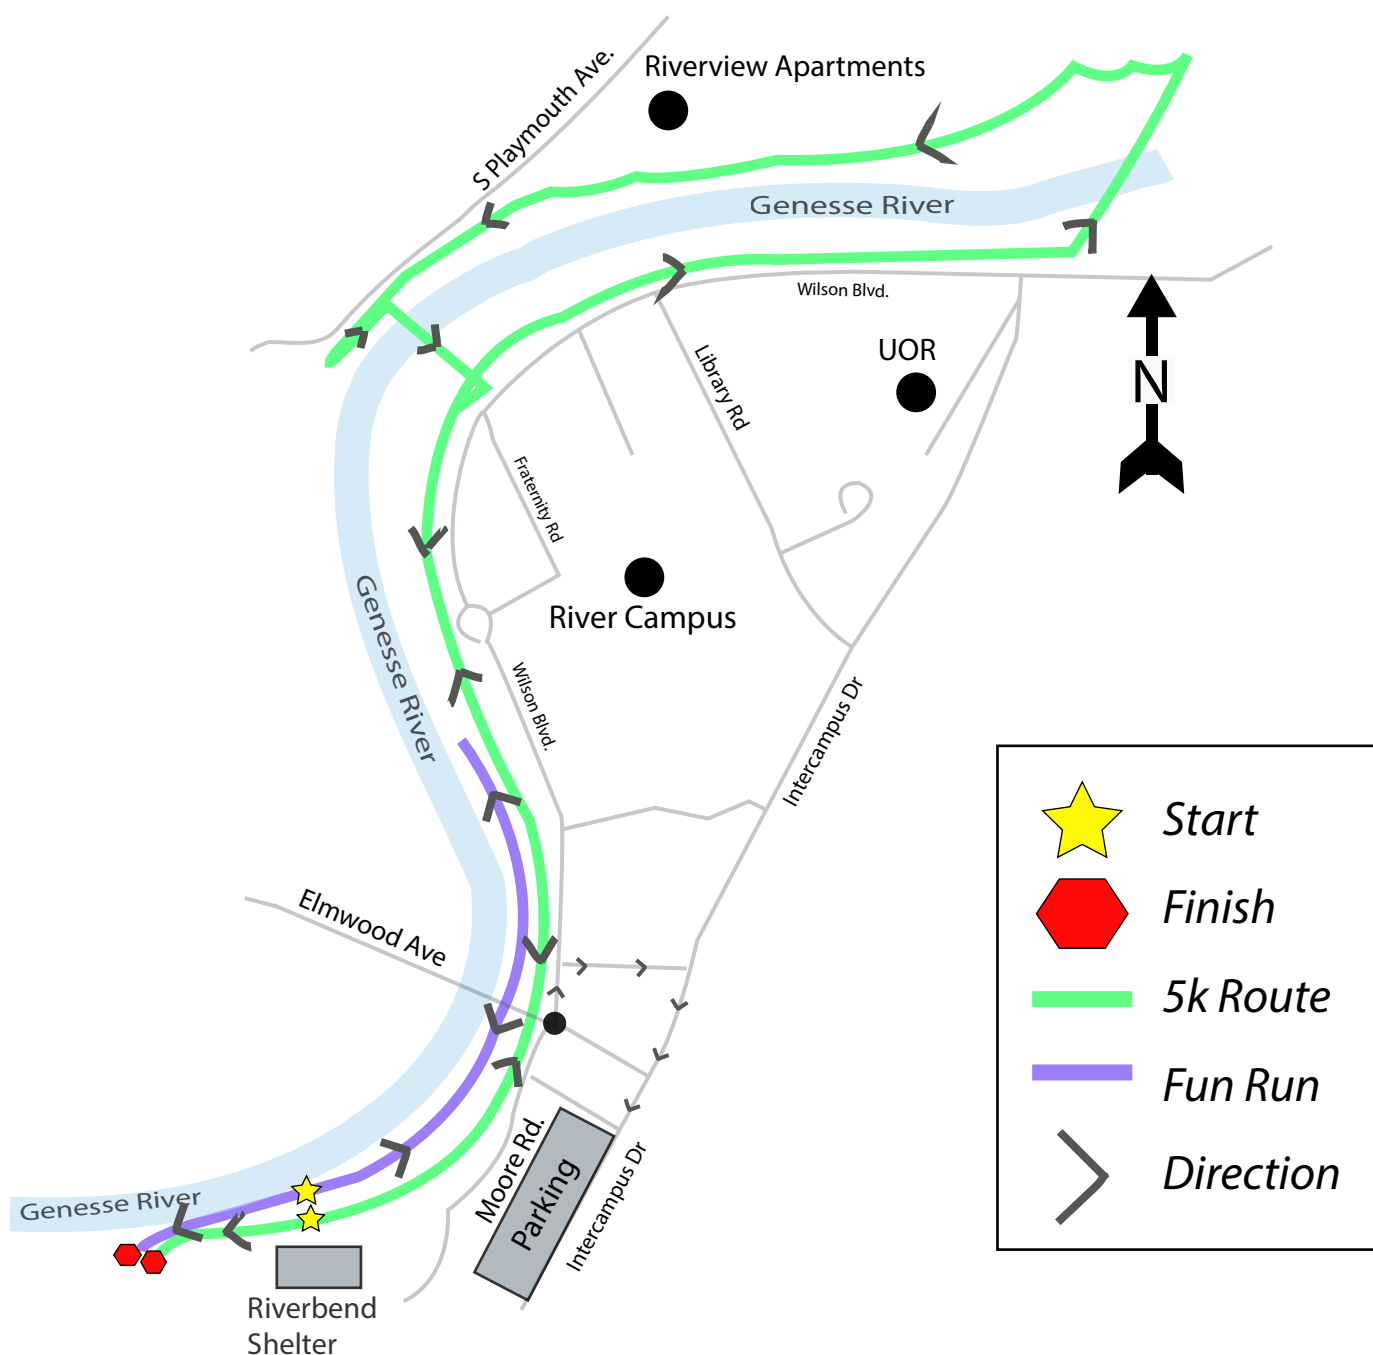 Riverview Apartments
S Playmouth Ave.
Genesse River
Wilson Blvd.
UOR
Library Rd
N
Fraternity Rd
River Campus
Genesse River
Wilson Blvd.
Intercampus Dr
Elmwood Ave
Moore Rd.
Parking
Intercampus Dr
Genesse River
Riverbend
Shelter
Start
Finish
5k Route
Fun Run
Direction